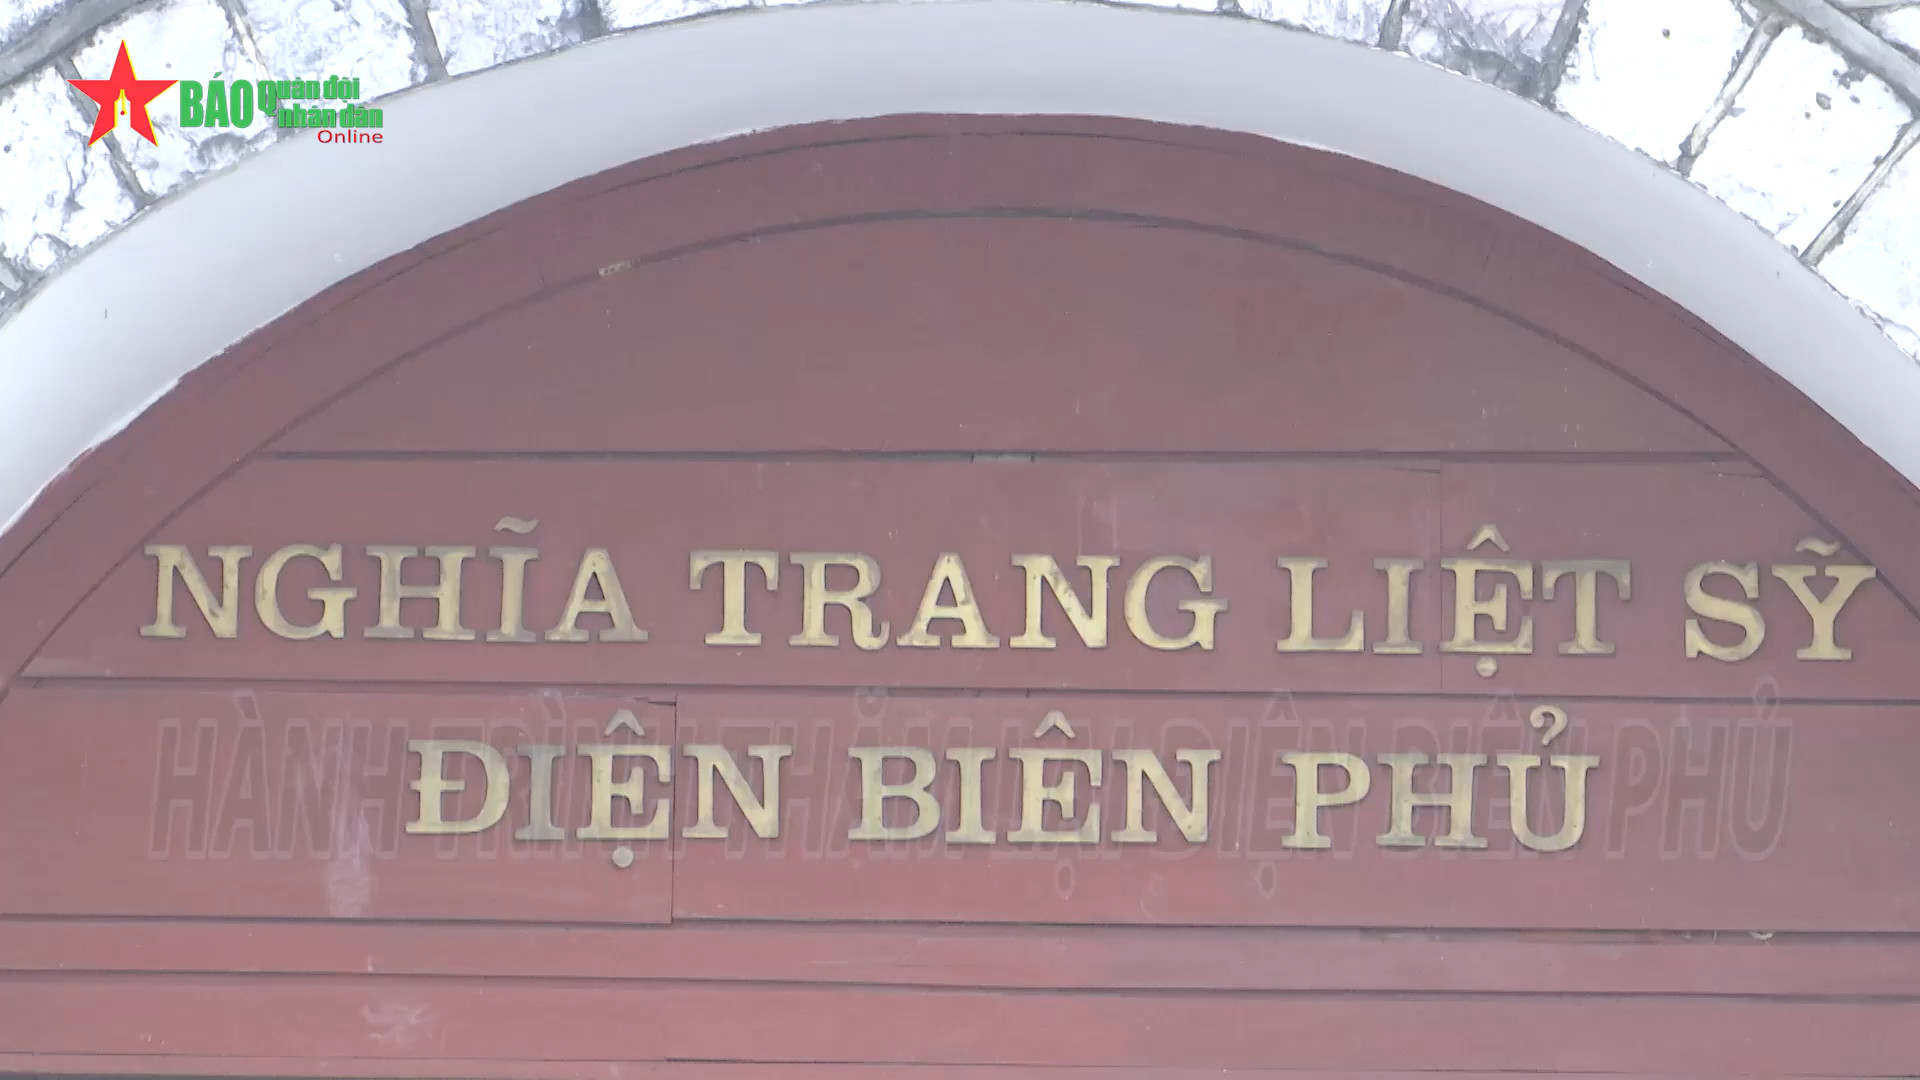 BÁO Quân đội
nhân dân
Online
NGHĨA TRANG LIỆT SỸ
ĐIỆN BIÊN PHỦ
HÀNH TRÌNH THĂM LẠI ĐIỆN BIÊN PHỦ